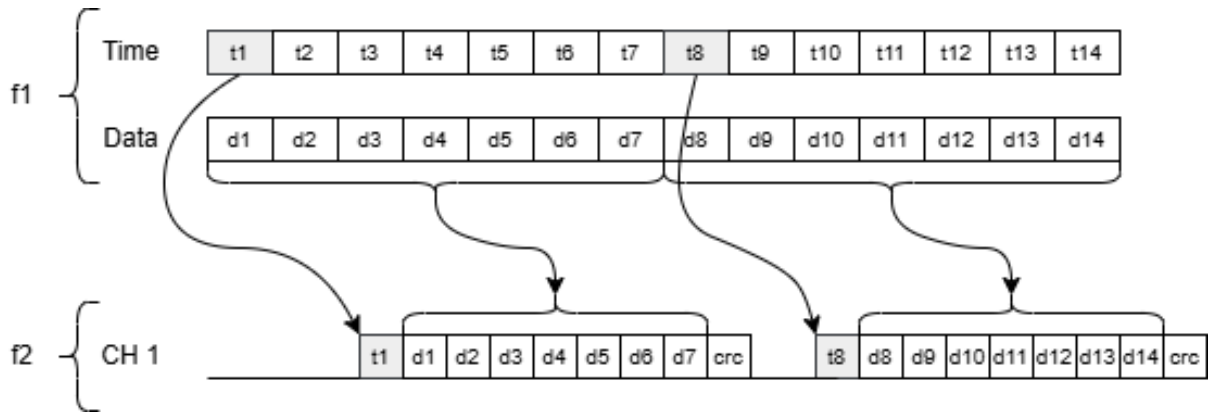 Time t1 t2 t3 t4 t5 t6 t7 t8 t9 t10 t11 t12 t13 t14
f1
Data d1 d2 d3 d4 d5 d6 d7 d8 d9 d10 d11 d12 d13 d14
f2 CH 1 t1 d1 d2 d3 d4 d5 d6 d7 crc t8 d8 d9 d10 d11 d12 d13 d14 crc